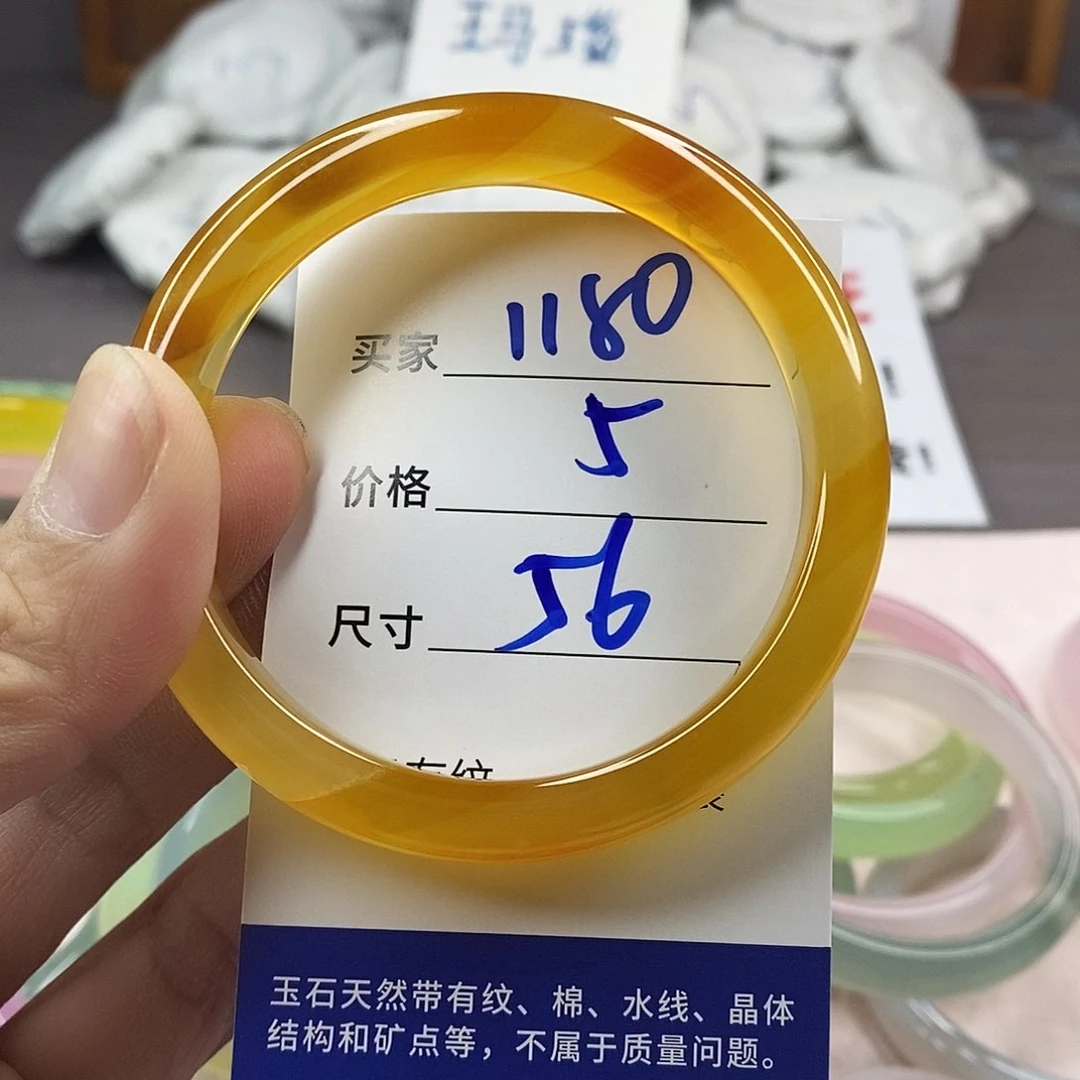 玛瑙
买家 1180
价格 5
尺寸 56
玉石天然带有纹、棉、水线、晶体
结构和矿点等，不属于质量问题。